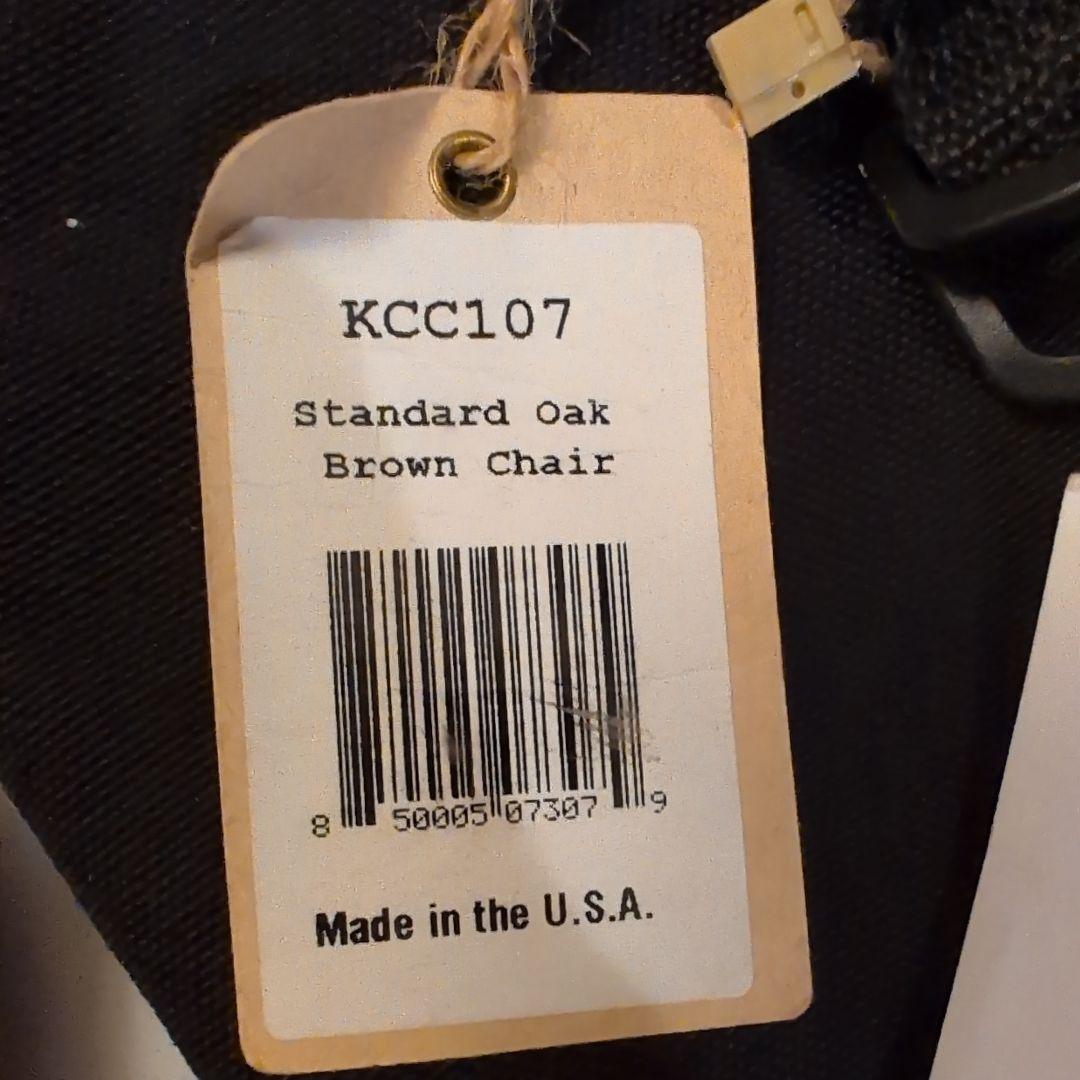 KCC107
Standard Oak
Brown Chair
8 50005 07307 9
Made in the U.S.A.